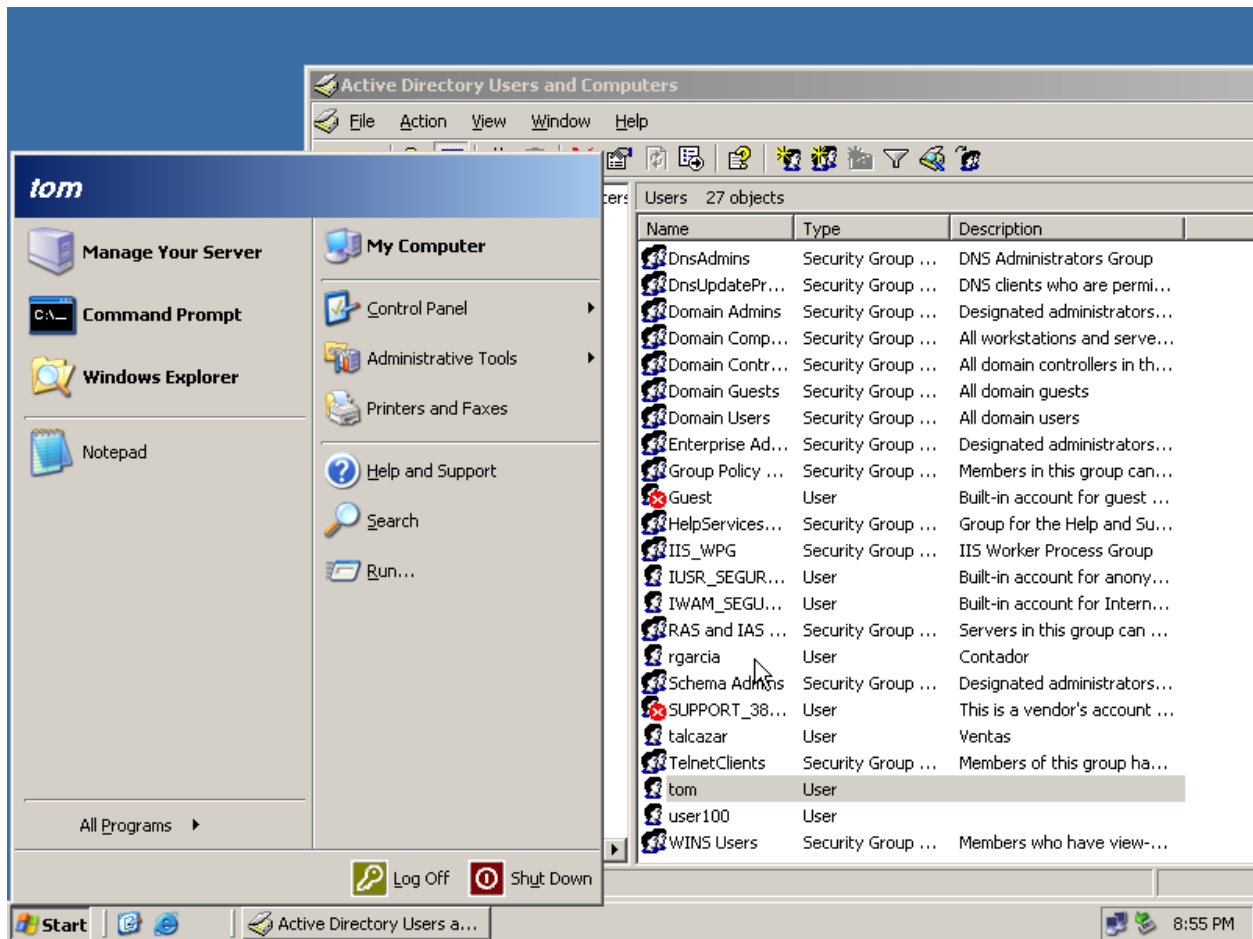 Active Directory Users and Computers
File Action View Window Help
tom
Manage Your Server
Command Prompt
Windows Explorer
Notepad
All Programs
My Computer
Control Panel
Administrative Tools
Printers and Faxes
Help and Support
Search
Run...
Log Off Shut Down
ters
Users 27 objects
Name Type Description
DnsAdmins Security Group ... DNS Administrators Group
DnsUpdatePr... Security Group ... DNS clients who are permi...
Domain Admins Security Group ... Designated administrators...
Domain Comp... Security Group ... All workstations and serve...
Domain Contr... Security Group ... All domain controllers in th...
Domain Guests Security Group ... All domain guests
Domain Users Security Group ... All domain users
Enterprise Ad... Security Group ... Designated administrators...
Group Policy ... Security Group ... Members in this group can...
Guest User Built-in account for guest ...
HelpServices... Security Group ... Group for the Help and Su...
IIS_WPG Security Group ... IIS Worker Process Group
IUSR_SEGUR... User Built-in account for anony...
IWAM_SEGU... User Built-in account for Intern...
RAS and IAS ... Security Group ... Servers in this group can ...
rgarcia User Contador
Schema Admins Security Group ... Designated administrators...
SUPPORT_38... User This is a vendor's account ...
talcazar User Ventas
TelnetClients Security Group ... Members of this group ha...
tom User
user100 User
WINS Users Security Group ... Members who have view-...
Start Active Directory Users a... 8:55 PM